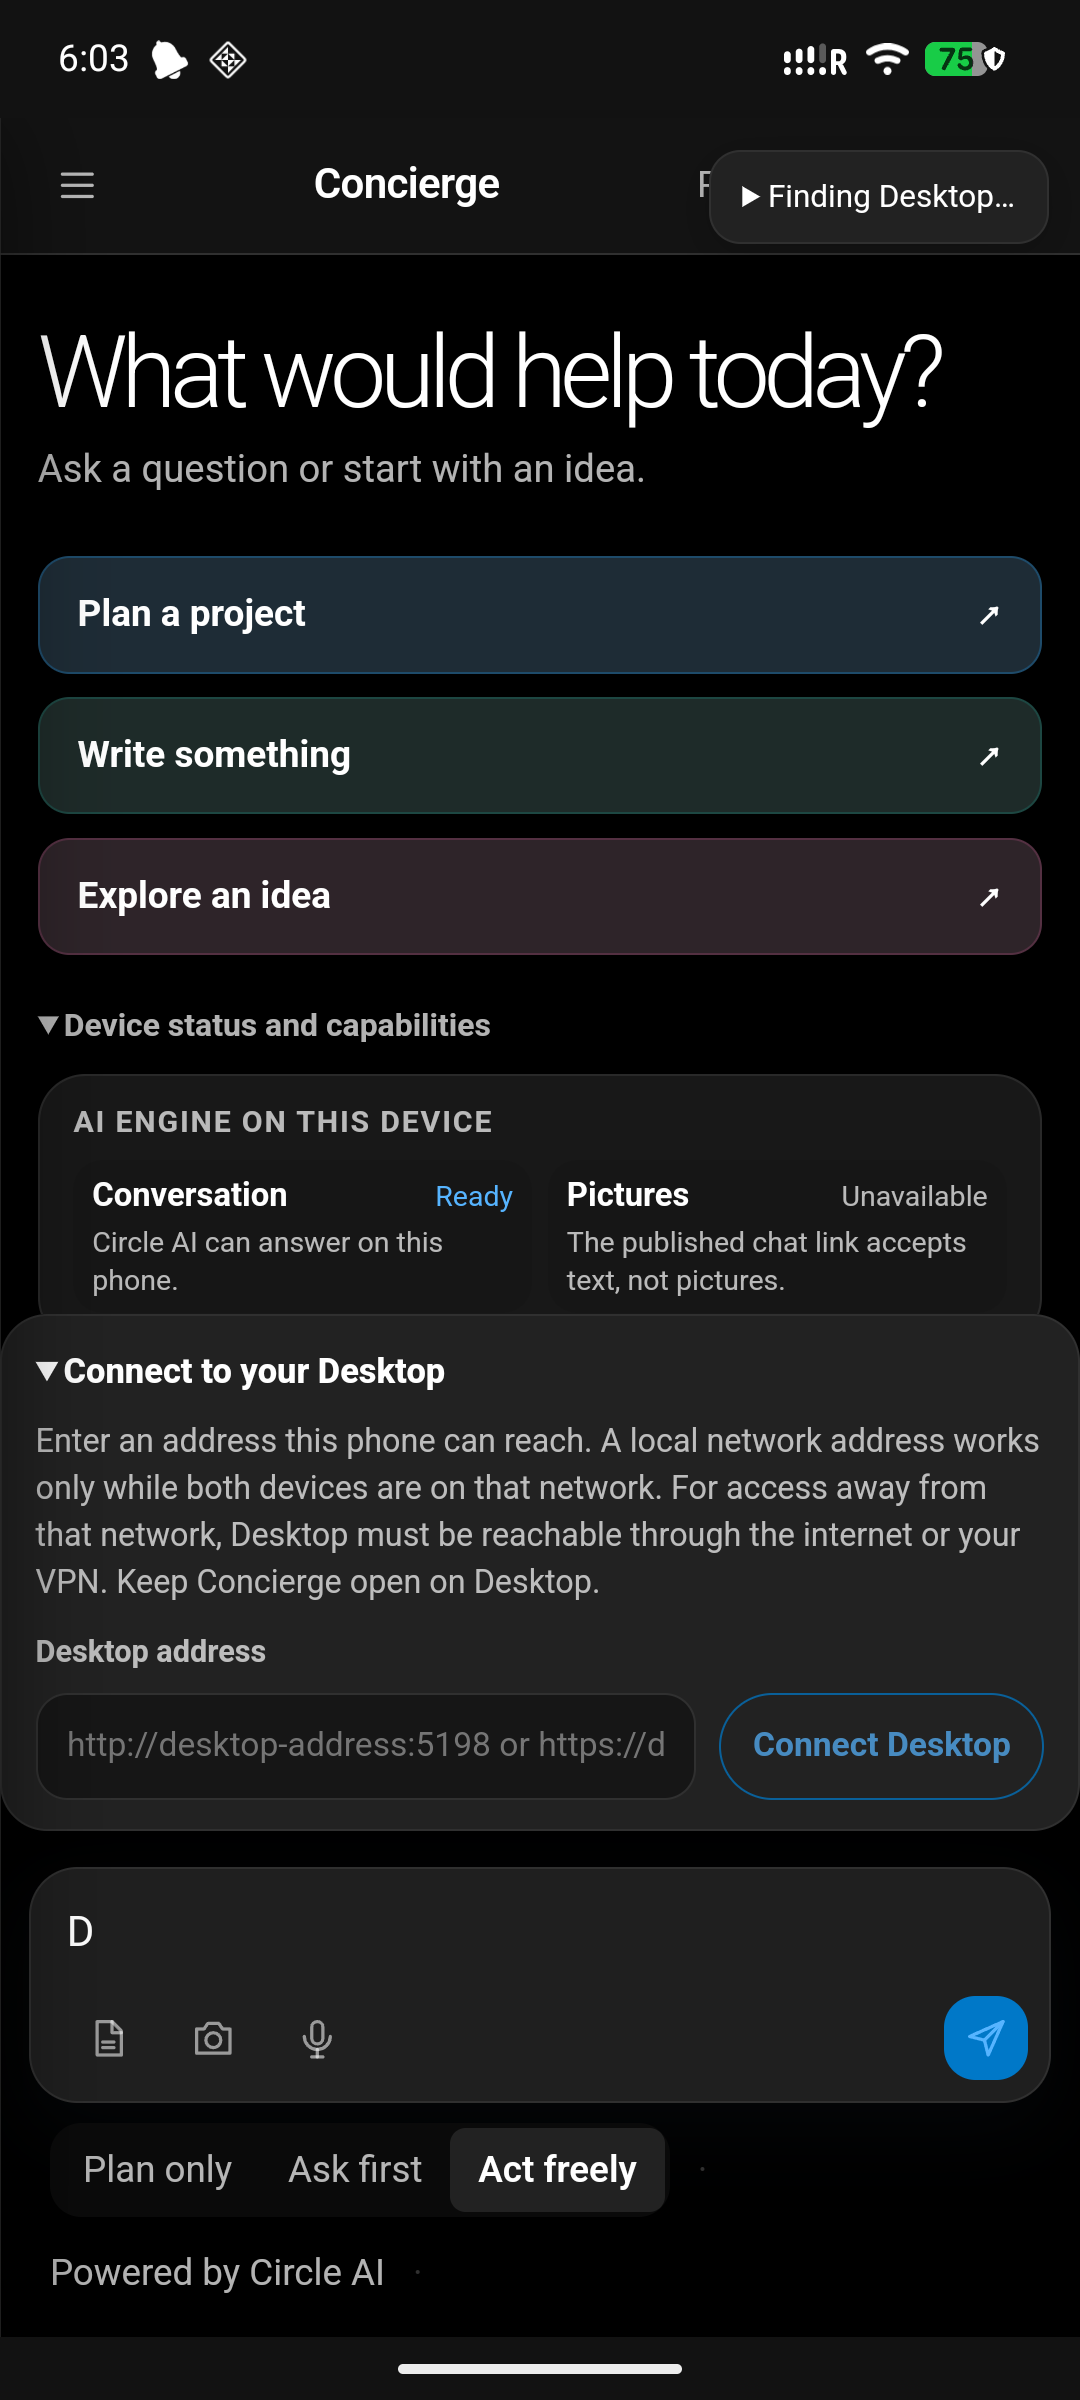 6:03
R
75
Concierge
▶ Finding Desktop...
What would help today?
Ask a question or start with an idea.
Plan a project
Write something
Explore an idea
▼ Device status and capabilities
AI ENGINE ON THIS DEVICE
Conversation
Ready
Circle AI can answer on this
phone.
Pictures
Unavailable
The published chat link accepts
text, not pictures.
▼ Connect to your Desktop
Enter an address this phone can reach. A local network address works
only while both devices are on that network. For access away from
that network, Desktop must be reachable through the internet or your
VPN. Keep Concierge open on Desktop.
Desktop address
http://desktop-address:5198 or https://d
Connect Desktop
D
Plan only
Ask first
Act freely
Powered by Circle AI